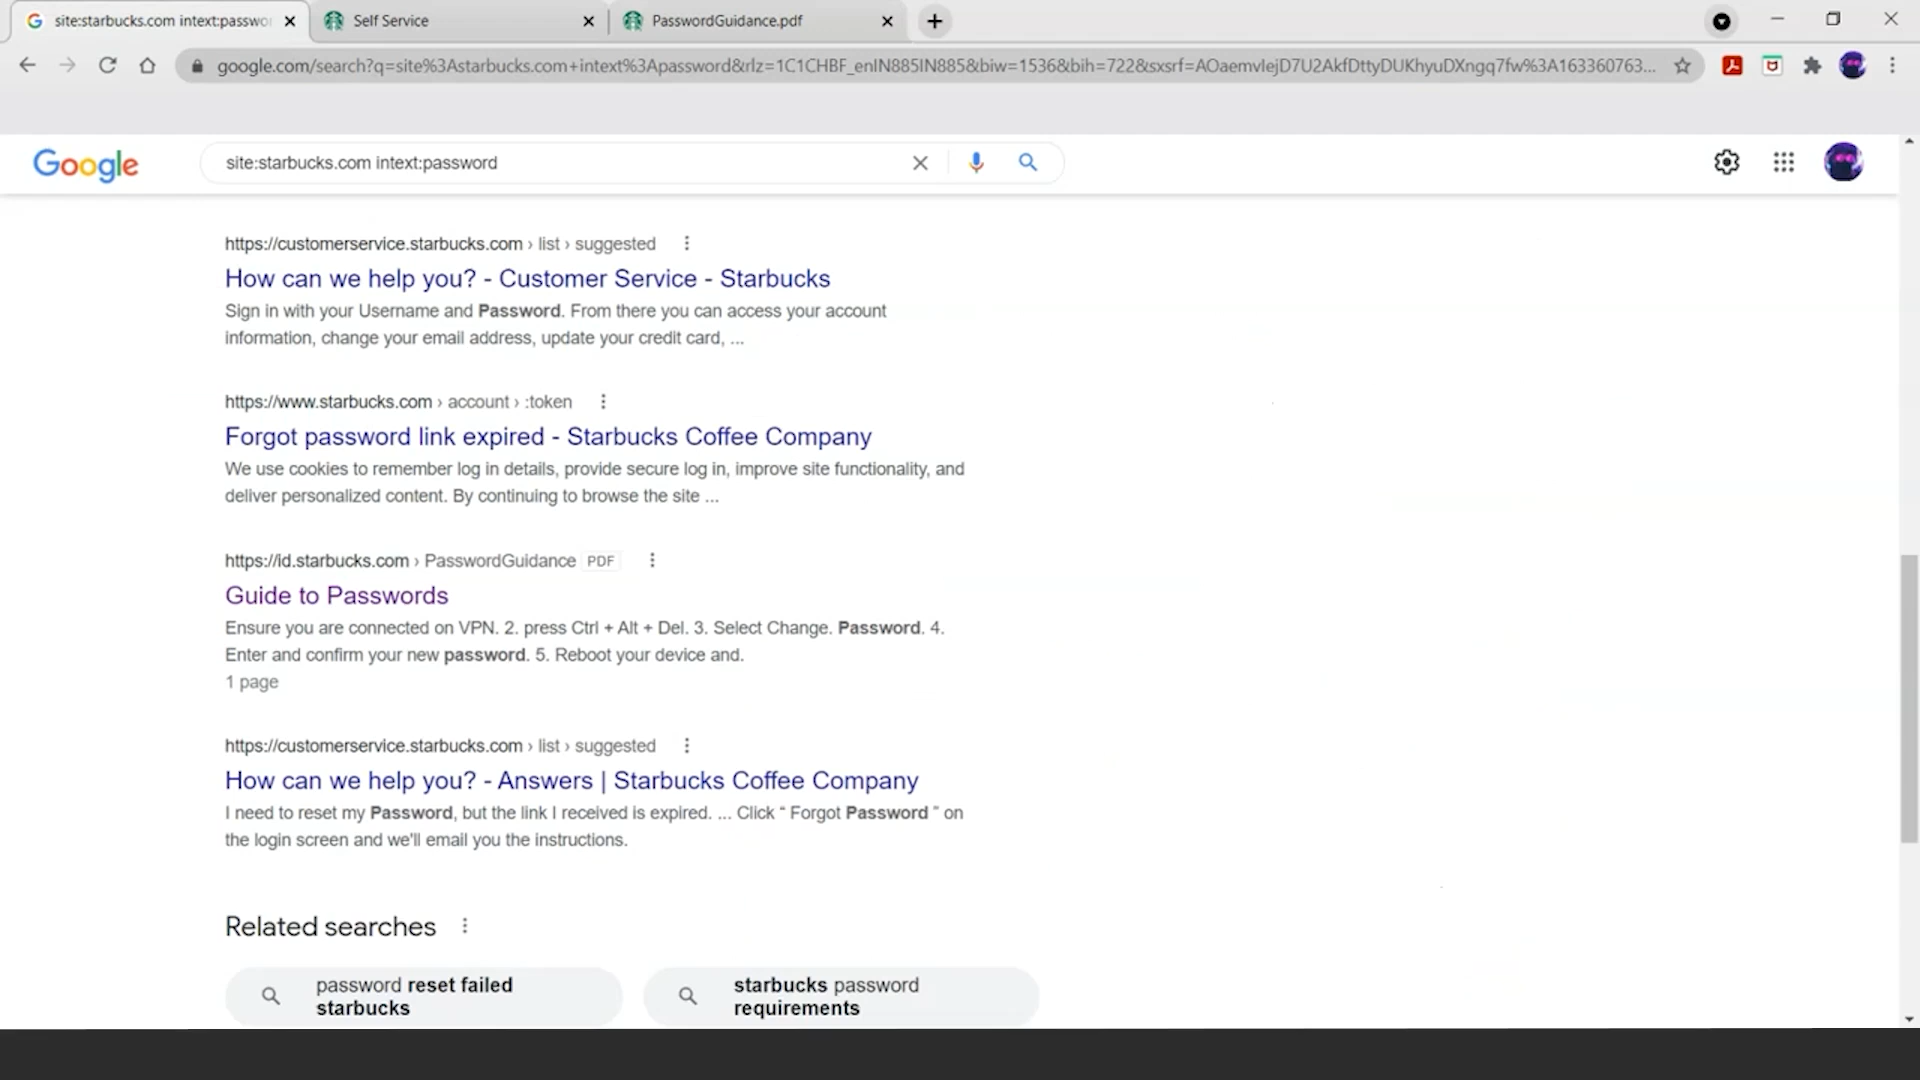 site:starbucks.com intext:passwor
Self Service
PasswordGuidance.pdf
google.com/search?q=site%3Astarbucks.com+intext%3Apassword&rlz=1C1CHBF_enIN885IN885&biw=1536&bih=722&sxsrf=AOaemvIejD7U2AkfDttyDUKhyuDXngq7fw%3A163360763...
Google
site:starbucks.com intext:password
https://customerservice.starbucks.com › list › suggested
How can we help you? - Customer Service - Starbucks
Sign in with your Username and Password. From there you can access your account
information, change your email address, update your credit card, ...
https://www.starbucks.com › account › :token
Forgot password link expired - Starbucks Coffee Company
We use cookies to remember log in details, provide secure log in, improve site functionality, and
deliver personalized content. By continuing to browse the site ...
https://id.starbucks.com › PasswordGuidance PDF
Guide to Passwords
Ensure you are connected on VPN. 2. press Ctrl + Alt + Del. 3. Select Change. Password. 4.
Enter and confirm your new password. 5. Reboot your device and.
1 page
https://customerservice.starbucks.com › list › suggested
How can we help you? - Answers | Starbucks Coffee Company
I need to reset my Password, but the link I received is expired. ... Click “ Forgot Password ” on
the login screen and we'll email you the instructions.
Related searches
password reset failed
starbucks
starbucks password
requirements